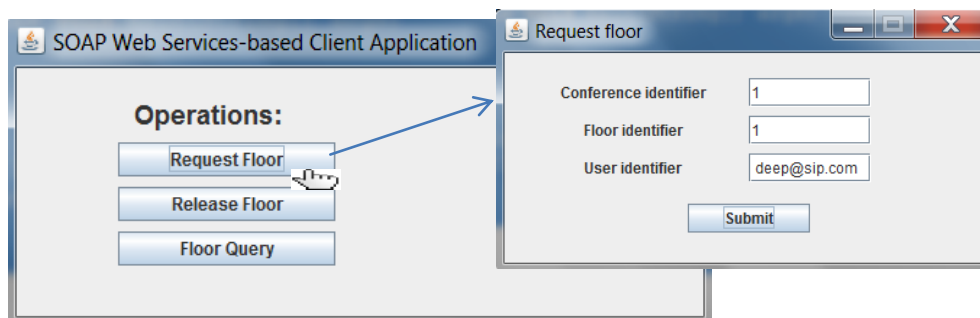 SOAP Web Services-based Client Application
Operations:
Request Floor
Release Floor
Floor Query
Request floor
Conference identifier 1
Floor identifier 1
User identifier deep@sip.com
Submit